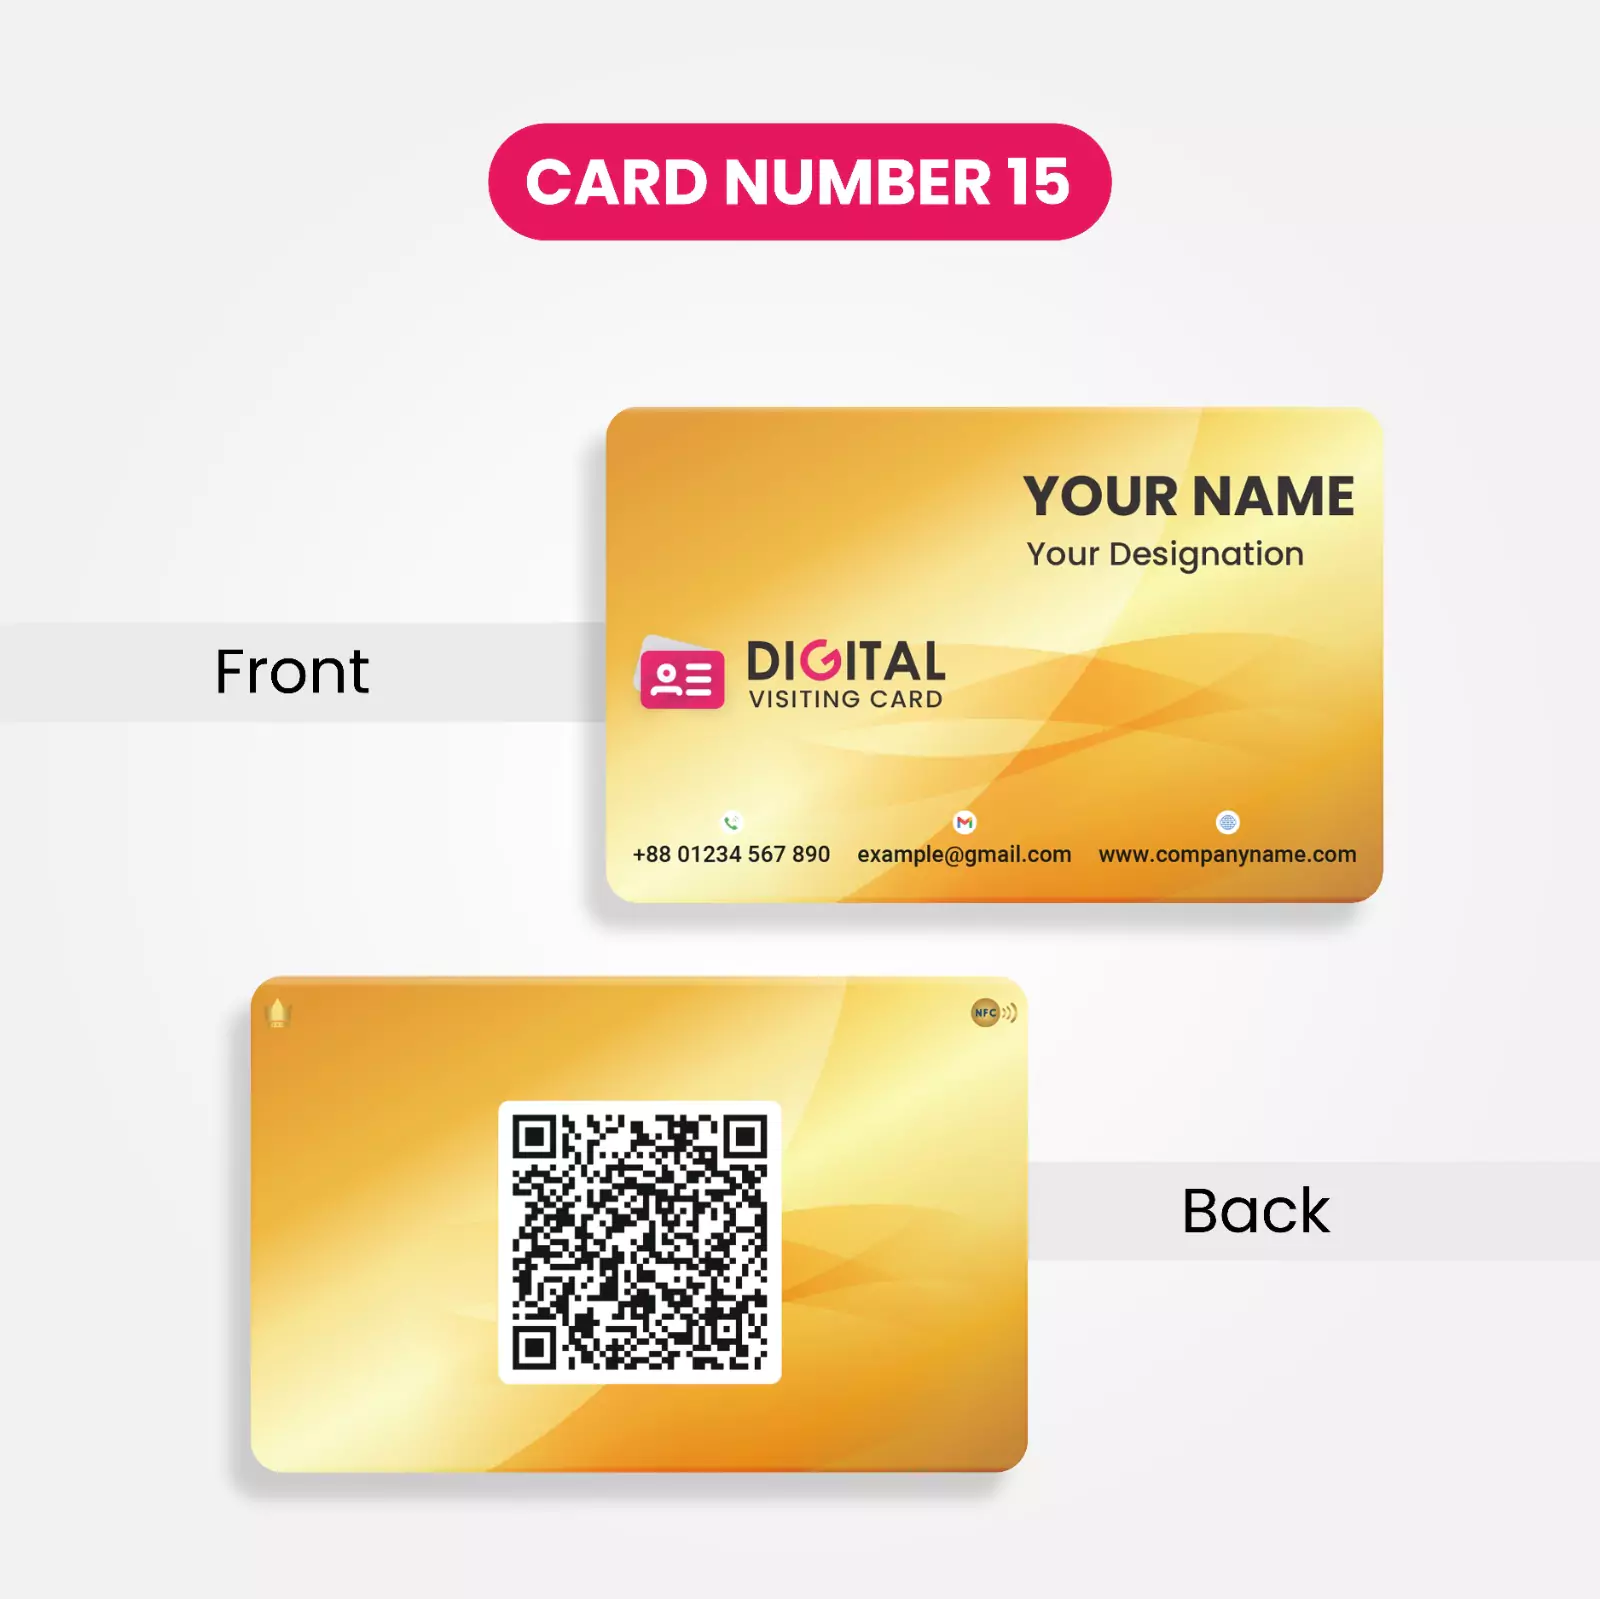 CARD NUMBER 15
YOUR NAME
Your Designation
Front
DIGITAL
VISITING CARD
+88 01234 567 890
example@gmail.com
www.companyname.com
NFC
Back